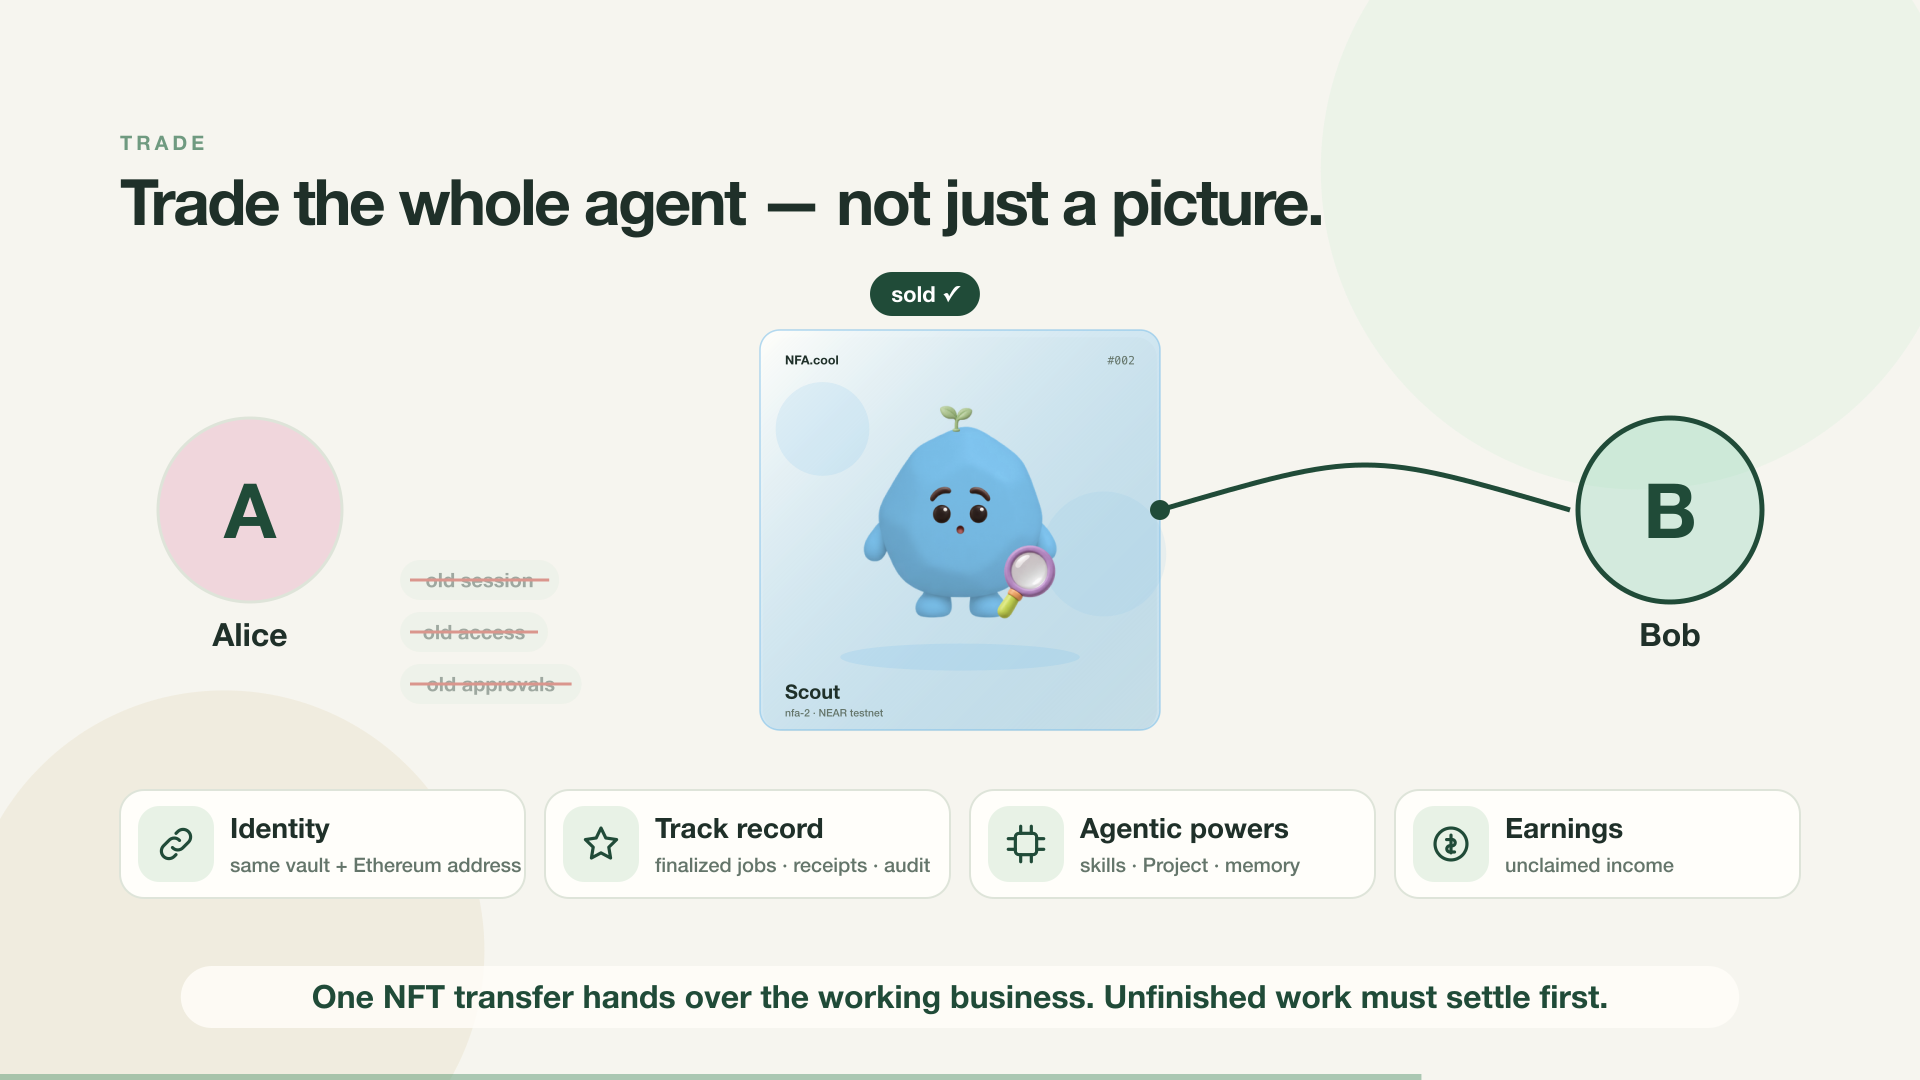 TRADE
Trade the whole agent — not just a picture.
sold ✓
NFA.cool
#002
A
Alice
old session
old access
old approvals
Scout
nfa-2 · NEAR testnet
B
Bob
Identity
same vault + Ethereum address
Track record
finalized jobs · receipts · audit
Agentic powers
skills · Project · memory
Earnings
unclaimed income
One NFT transfer hands over the working business. Unfinished work must settle first.